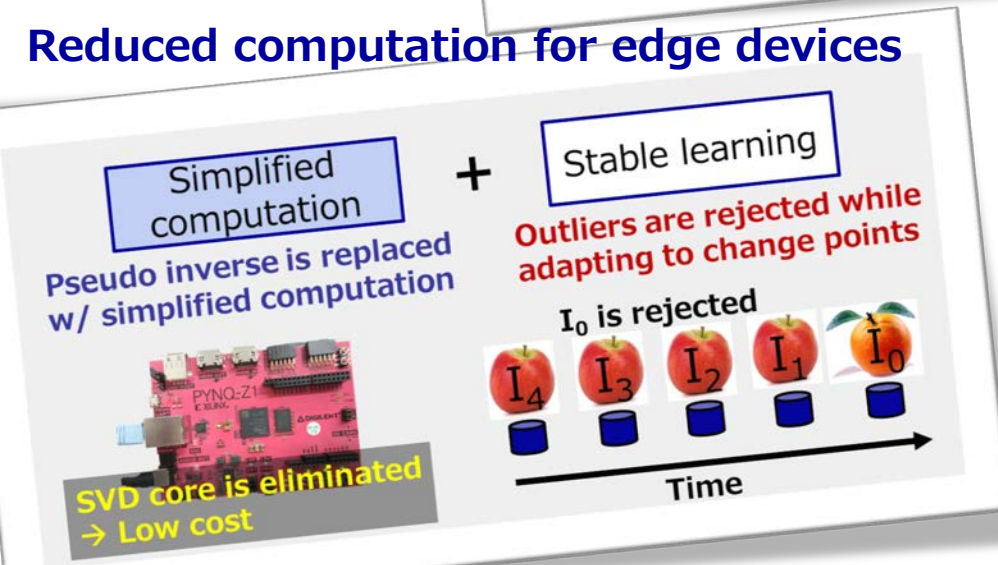 Reduced computation for edge devices
Simplified
computation
+
Stable learning
Pseudo inverse is replaced
w/ simplified computation
Outliers are rejected while
adapting to change points
I₀ is rejected
I₄ I₃ I₂ I₁ I₀
PYNQ-Z1
XILINX
DIGILENT
SVD core is eliminated
→ Low cost
Time